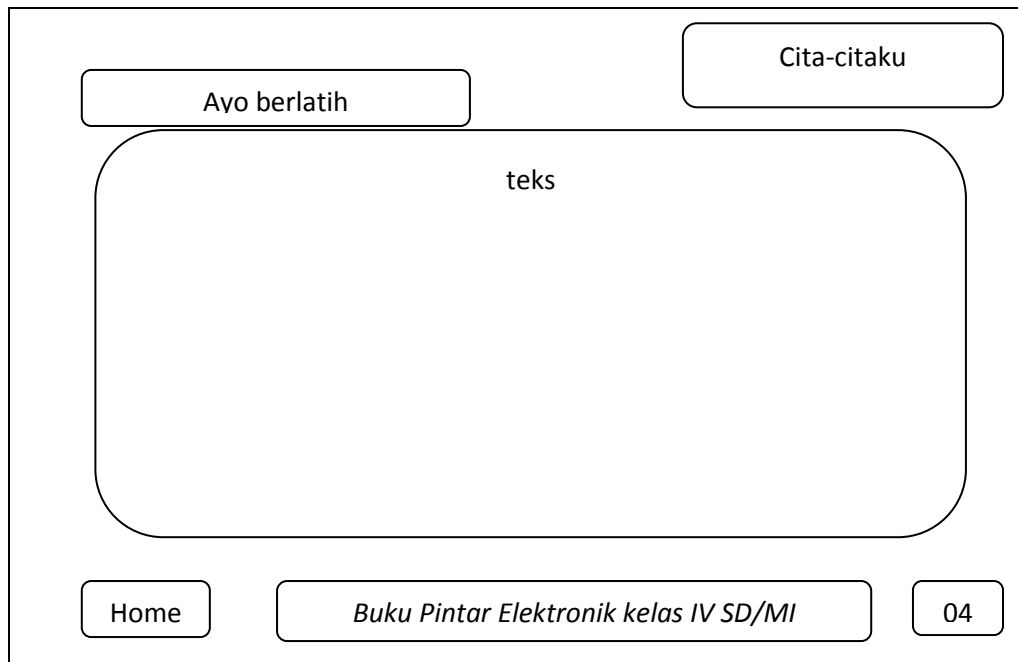 Cita-citaku
Ayo berlatih
teks
Home
Buku Pintar Elektronik kelas IV SD/MI
04